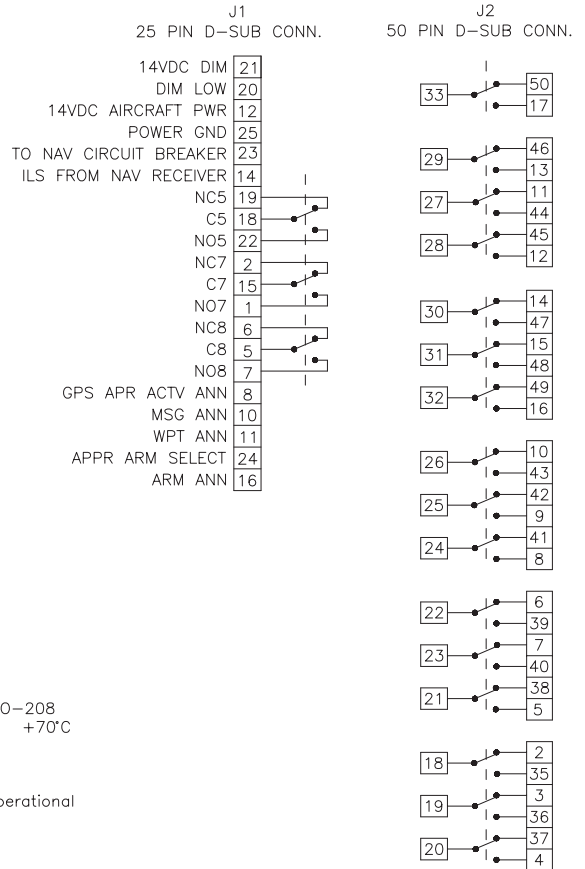 J1
25 PIN D-SUB CONN.
14VDC DIM 21
DIM LOW 20
14VDC AIRCRAFT PWR 12
POWER GND 25
TO NAV CIRCUIT BREAKER 23
ILS FROM NAV RECEIVER 14
NC5 19
C5 18
NO5 22
NC7 2
C7 15
NO7 1
NC8 6
C8 5
NO8 7
GPS APR ACTV ANN 8
MSG ANN 10
WPT ANN 11
APPR ARM SELECT 24
ARM ANN 16
O-208
+70°C
perational
J2
50 PIN D-SUB CONN.
33 50
17
29 46
13
27 11
44
28 45
12
30 14
47
31 15
48
32 49
16
26 10
43
25 42
9
24 41
8
22 6
39
23 7
40
21 38
5
18 2
35
19 3
36
20 37
4